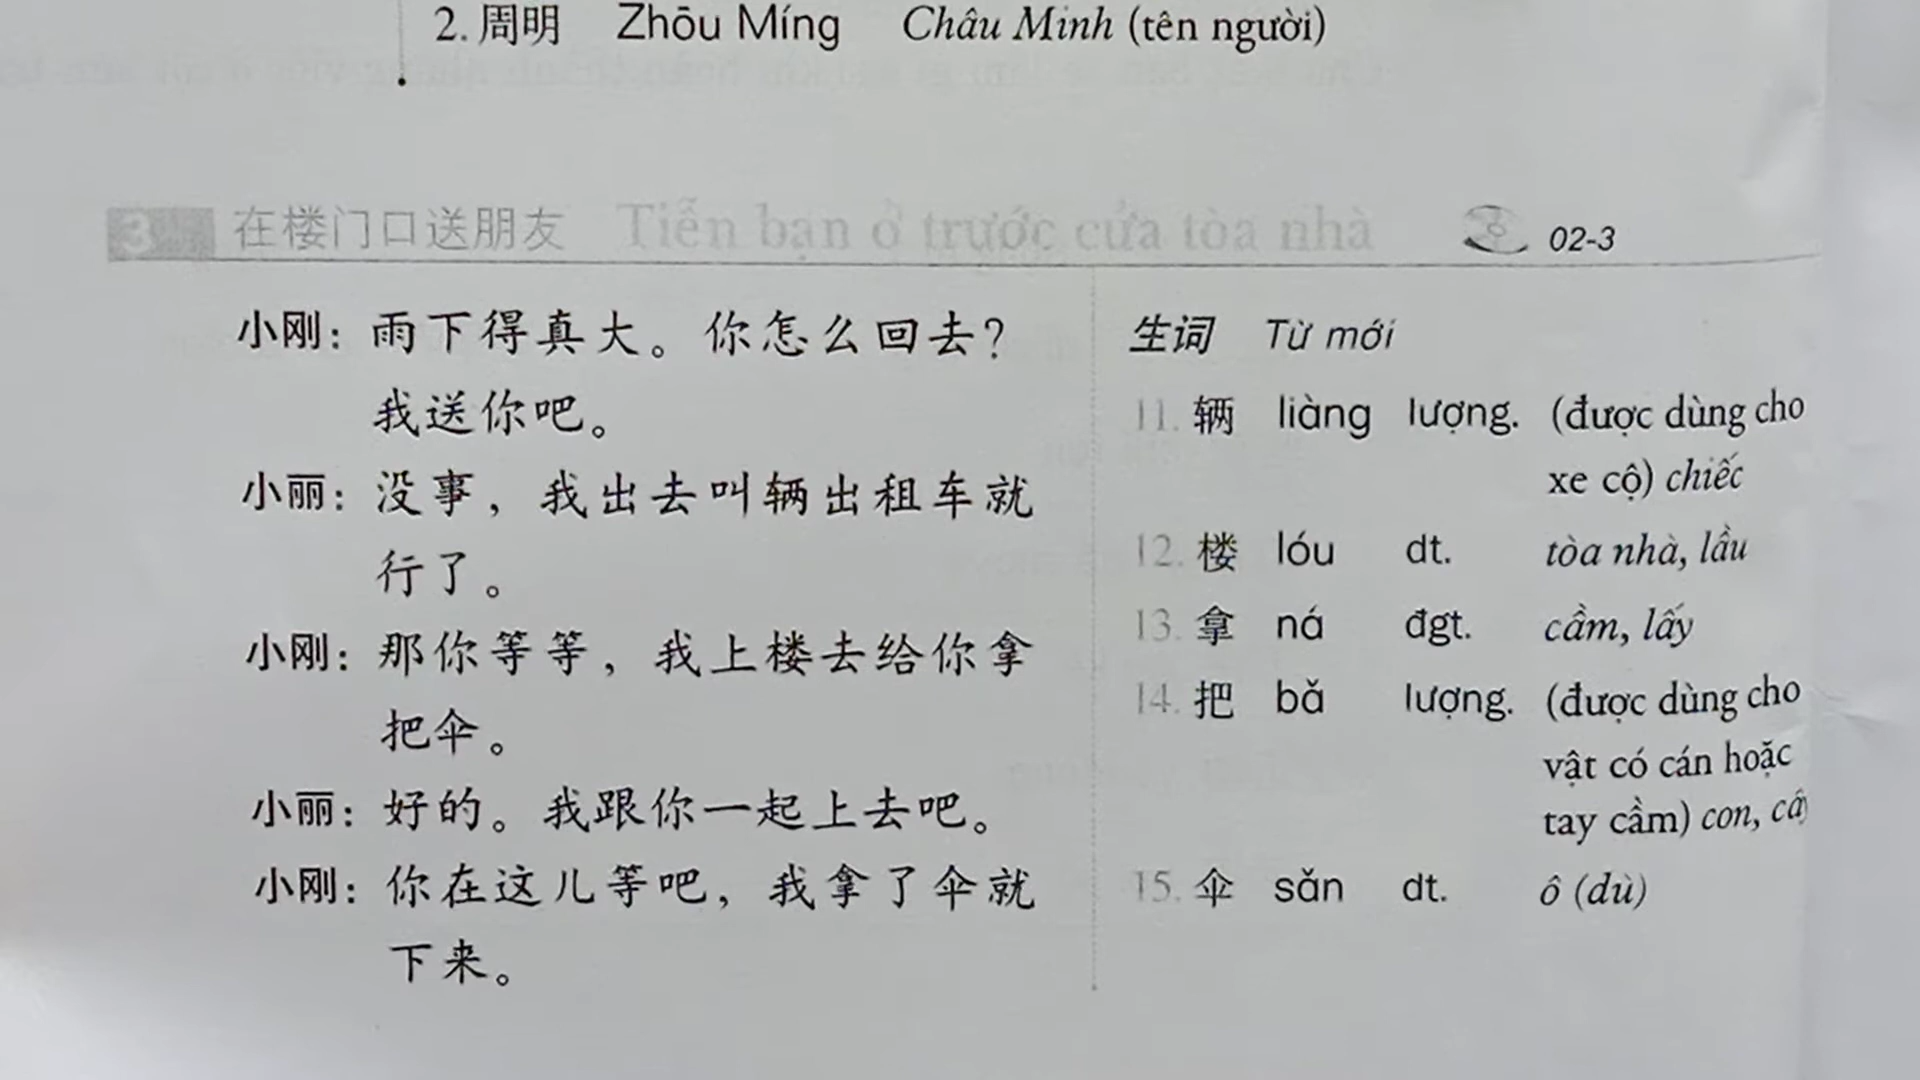 2. 周明 Zhōu Míng Châu Minh (tên người)
3 在楼门口送朋友 Tiễn bạn ở trước cửa tòa nhà 02-3
小刚：雨下得真大。你怎么回去？
我送你吧。
小丽：没事，我出去叫辆出租车就
行了。
小刚：那你等等，我上楼去给你拿
把伞。
小丽：好的。我跟你一起上去吧。
小刚：你在这儿等吧，我拿了伞就
下来。
生词 Từ mới
11. 辆 liàng lượng. (được dùng cho
xe cộ) chiếc
12. 楼 lóu dt. tòa nhà, lầu
13. 拿 ná đgt. cầm, lấy
14. 把 bǎ lượng. (được dùng cho
vật có cán hoặc
tay cầm) con,
15. 伞 sǎn dt. ô (dù)